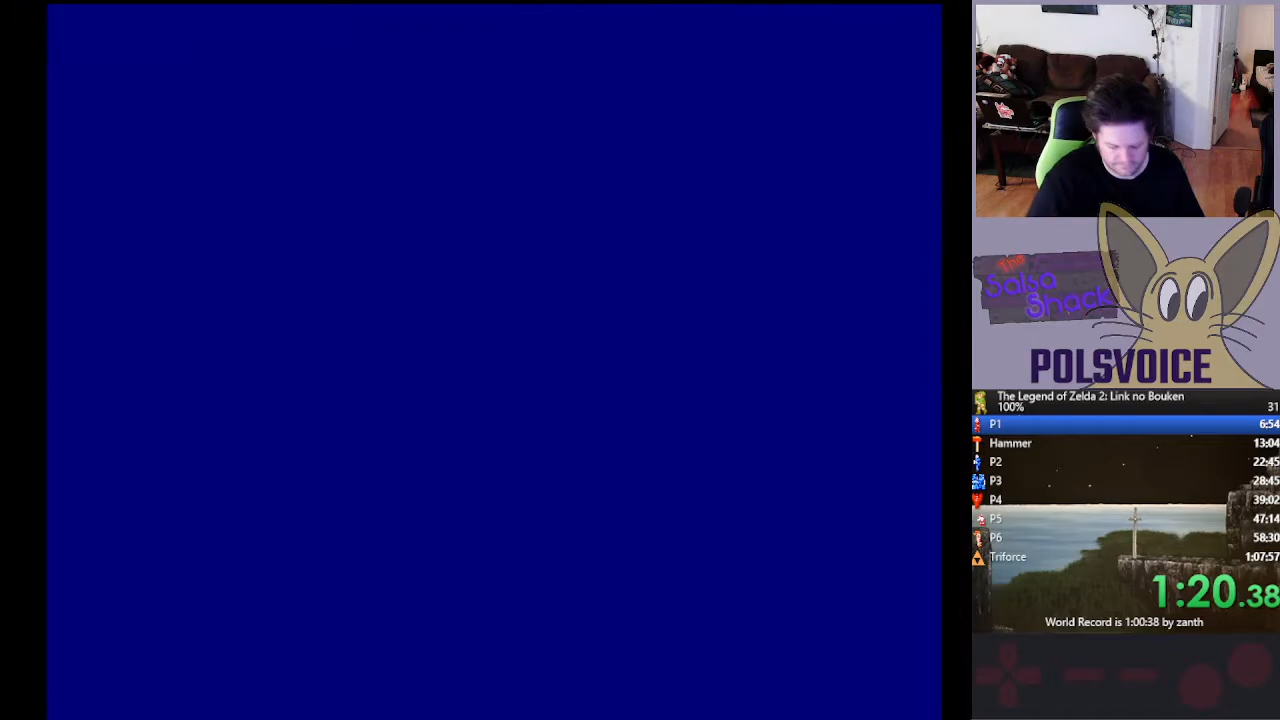 The
Salsa
Shack
POLSVOICE
The Legend of Zelda 2: Link no Bouken
100% 31
P1 6:54
Hammer 13:04
P2 22:45
P3 28:45
P4 39:02
P5 47:14
P6 58:30
Triforce 1:07:57
1:20.38
World Record is 1:00:38 by zanth